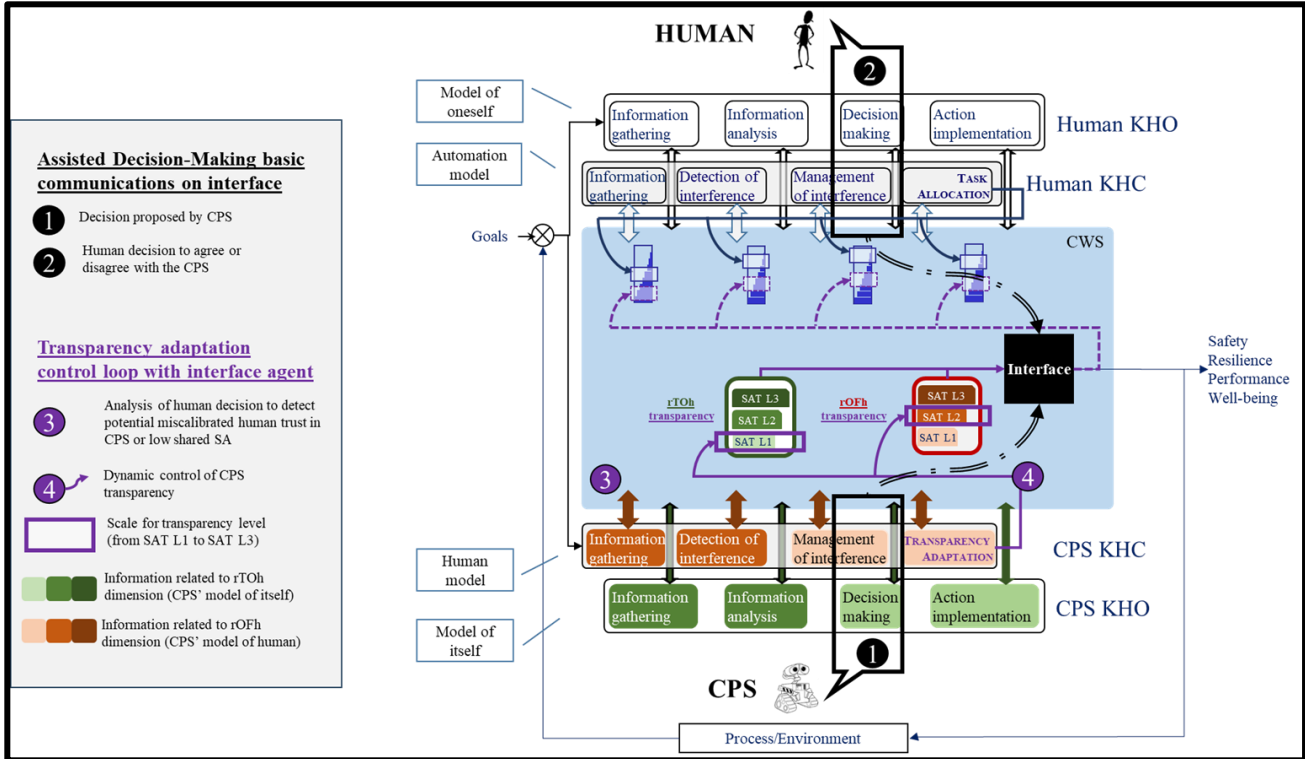 HUMAN
2
Model of
oneself
Information
gathering
Information
analysis
Decision
making
Action
implementation
Human KHO
Automation
model
Information
gathering
Detection of
interference
Management
of interference
TASK
ALLOCATION
Human KHC
Assisted Decision-Making basic
communications on interface
1
Decision proposed by CPS
2
Human decision to agree or
disagree with the CPS
Transparency adaptation
control loop with interface agent
3
Analysis of human decision to detect
potential miscalibrated human trust in
CPS or low shared SA
4
Dynamic control of CPS
transparency
Scale for transparency level
(from SAT L1 to SAT L3)
Information related to rTOh
dimension (CPS' model of itself)
Information related to rOFh
dimension (CPS' model of human)
Goals
CWS
Interface
Safety
Resilience
Performance
Well-being
rTOh
transparency
SAT L3
SAT L2
SAT L1
rOFh
transparency
SAT L3
SAT L2
SAT L1
3
4
Human
model
Information
gathering
Detection of
interference
Management
of interference
TRANSPARENCY
ADAPTATION
CPS KHC
Model of
itself
Information
gathering
Information
analysis
Decision
making
Action
implementation
CPS KHO
1
CPS
Process/Environment